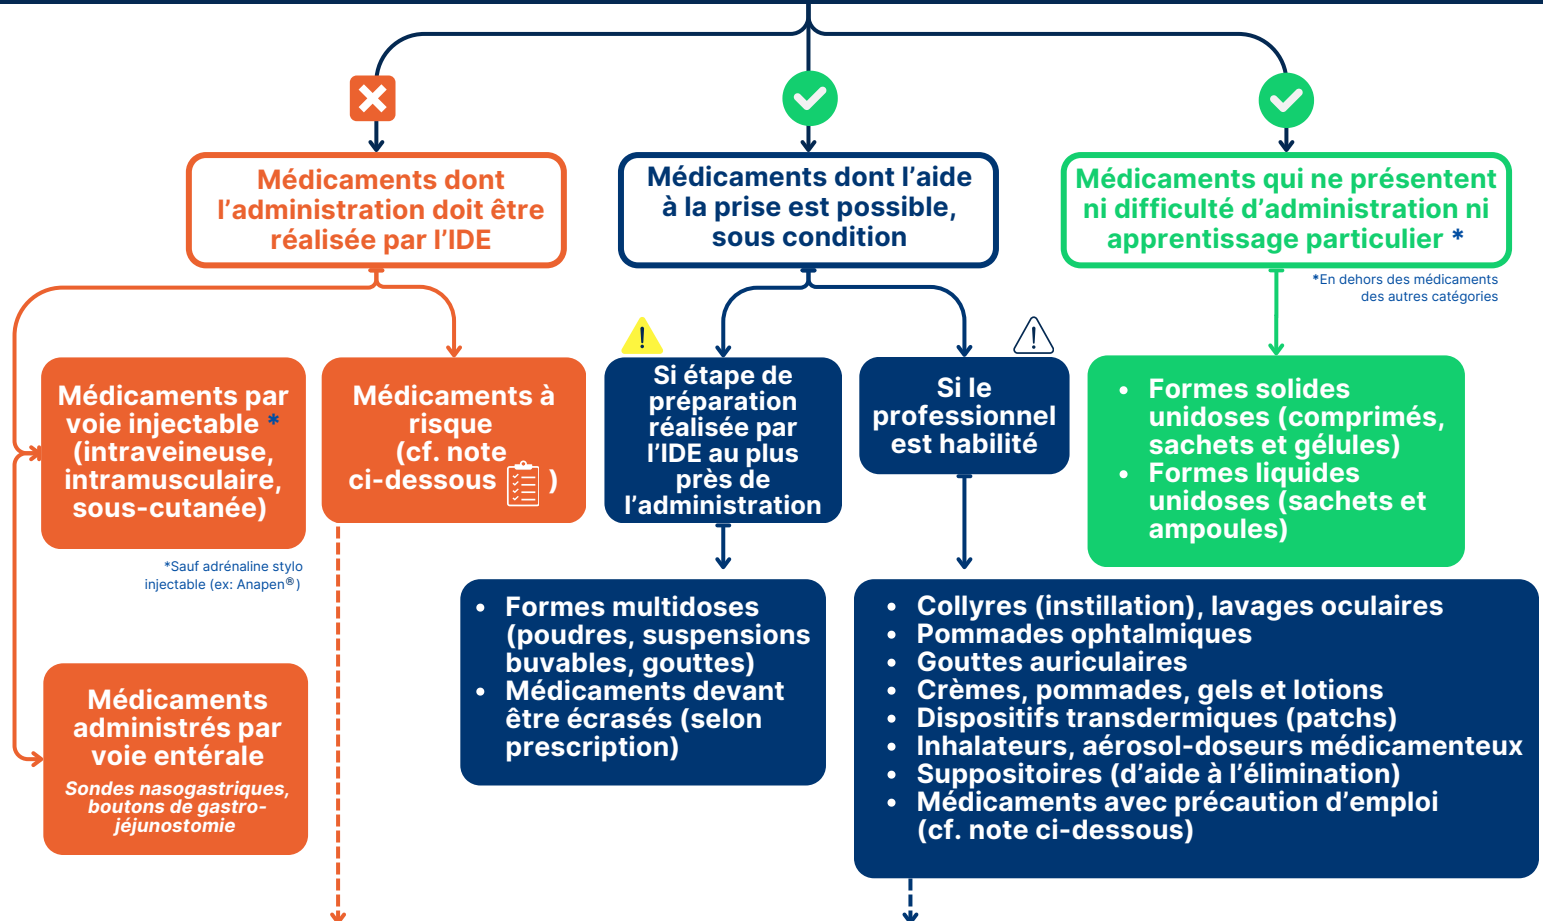 Médicaments dont
l'administration doit être
réalisée par l'IDE
Médicaments dont l'aide
à la prise est possible,
sous condition
Médicaments qui ne présentent
ni difficulté d'administration ni
apprentissage particulier *
*En dehors des médicaments
des autres catégories
Médicaments par
voie injectable *
(intraveineuse,
intramusculaire,
sous-cutanée)
*Sauf adrénaline stylo
injectable (ex: Anapen®)
Médicaments à
risque
(cf. note
ci-dessous )
Si étape de
préparation
réalisée par
l'IDE au plus
près de
l'administration
Si le
professionnel
est habilité
• Formes solides
unidoses (comprimés,
sachets et gélules)
• Formes liquides
unidoses (sachets et
ampoules)
Médicaments
administrés par
voie entérale
Sondes nasogastriques,
boutons de gastro-
jéjunostomie
• Formes multidoses
(poudres, suspensions
buvables, gouttes)
• Médicaments devant
être écrasés (selon
prescription)
• Collyres (instillation), lavages oculaires
• Pommades ophtalmiques
• Gouttes auriculaires
• Crèmes, pommades, gels et lotions
• Dispositifs transdermiques (patchs)
• Inhalateurs, aérosol-doseurs médicamenteux
• Suppositoires (d'aide à l'élimination)
• Médicaments avec précaution d'emploi
(cf. note ci-dessous)